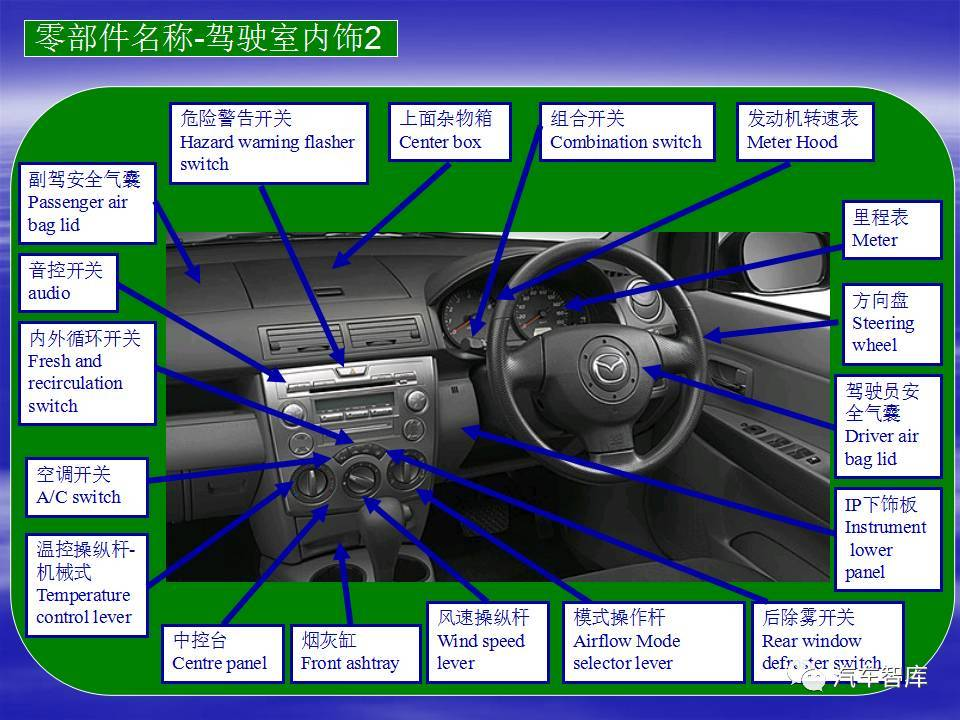 零部件名称-驾驶室内饰2
危险警告开关
Hazard warning flasher
switch
上面杂物箱
Center box
组合开关
Combination switch
发动机转速表
Meter Hood
副驾安全气囊
Passenger air
bag lid
里程表
Meter
音控开关
audio
方向盘
Steering
wheel
内外循环开关
Fresh and
recirculation
switch
驾驶员安
全气囊
Driver air
bag lid
空调开关
A/C switch
IP下饰板
Instrument
lower
panel
温控操纵杆-
机械式
Temperature
control lever
中控台
Centre panel
烟灰缸
Front ashtray
风速操纵杆
Wind speed
lever
模式操作杆
Airflow Mode
selector lever
后除雾开关
Rear window
defroster switch
汽车智库